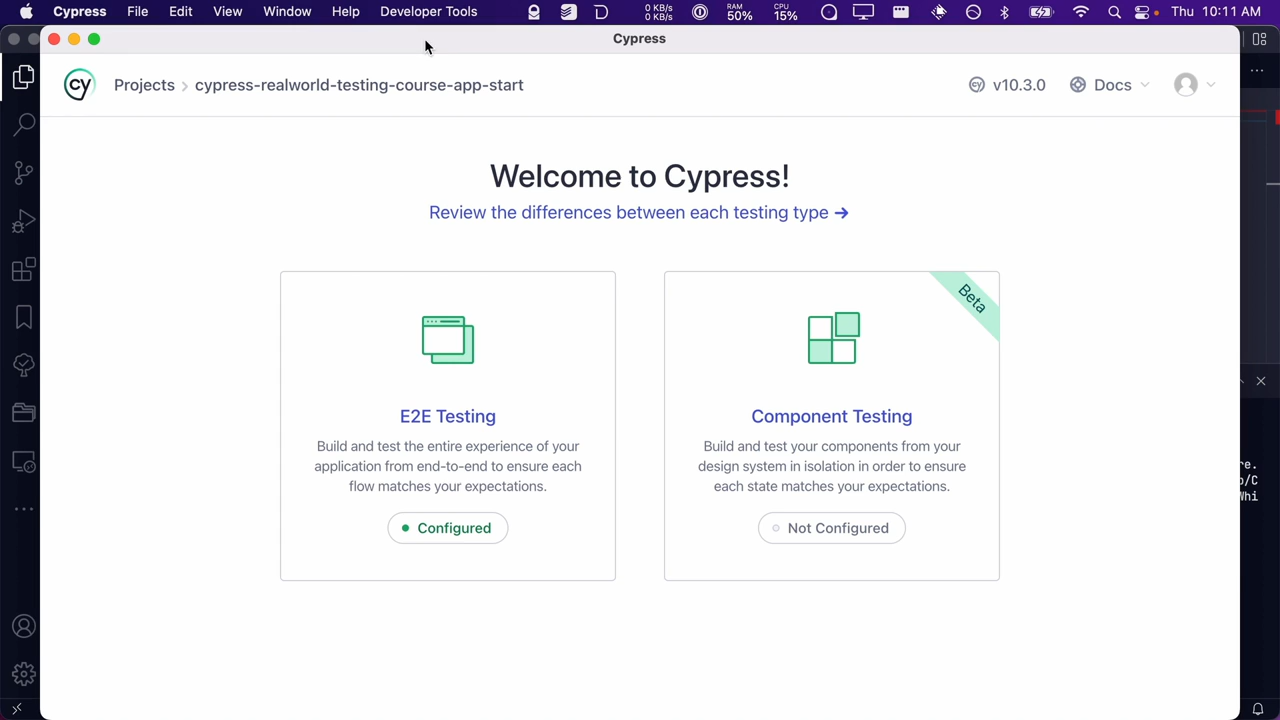 Cypress File Edit View Window Help Developer Tools
0 KB/s
0 KB/s
RAM
50%
CPU
15%
Thu 10:11 AM
Cypress
cy
Projects > cypress-realworld-testing-course-app-start
cy v10.3.0
Docs
Welcome to Cypress!
Review the differences between each testing type →
E2E Testing
Build and test the entire experience of your
application from end-to-end to ensure each
flow matches your expectations.
Configured
Beta
Component Testing
Build and test your components from your
design system in isolation in order to ensure
each state matches your expectations.
Not Configured
re.
/C
Whi